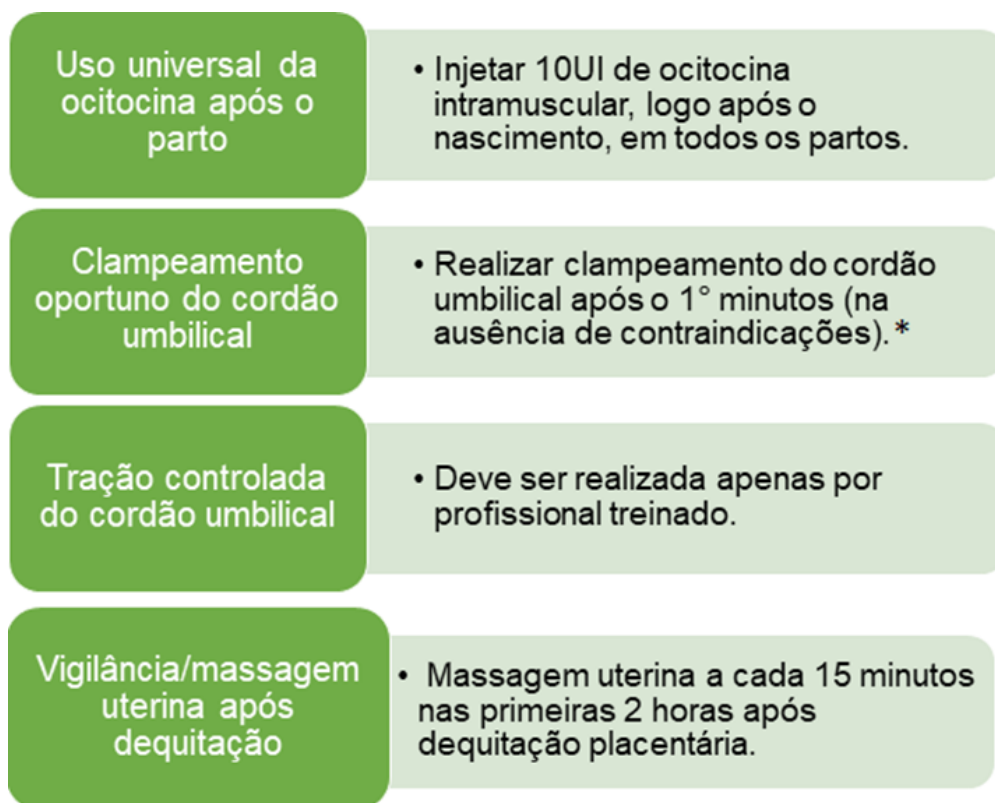 Uso universal da
ocitocina após o
parto
• Injetar 10UI de ocitocina
intramuscular, logo após o
nascimento, em todos os partos.
Clampeamento
oportuno do cordão
umbilical
• Realizar clampeamento do cordão
umbilical após o 1° minutos (na
ausência de contraindicações).*
Tração controlada
do cordão umbilical
• Deve ser realizada apenas por
profissional treinado.
Vigilância/massagem
uterina após
dequitação
• Massagem uterina a cada 15 minutos
nas primeiras 2 horas após
dequitação placentária.